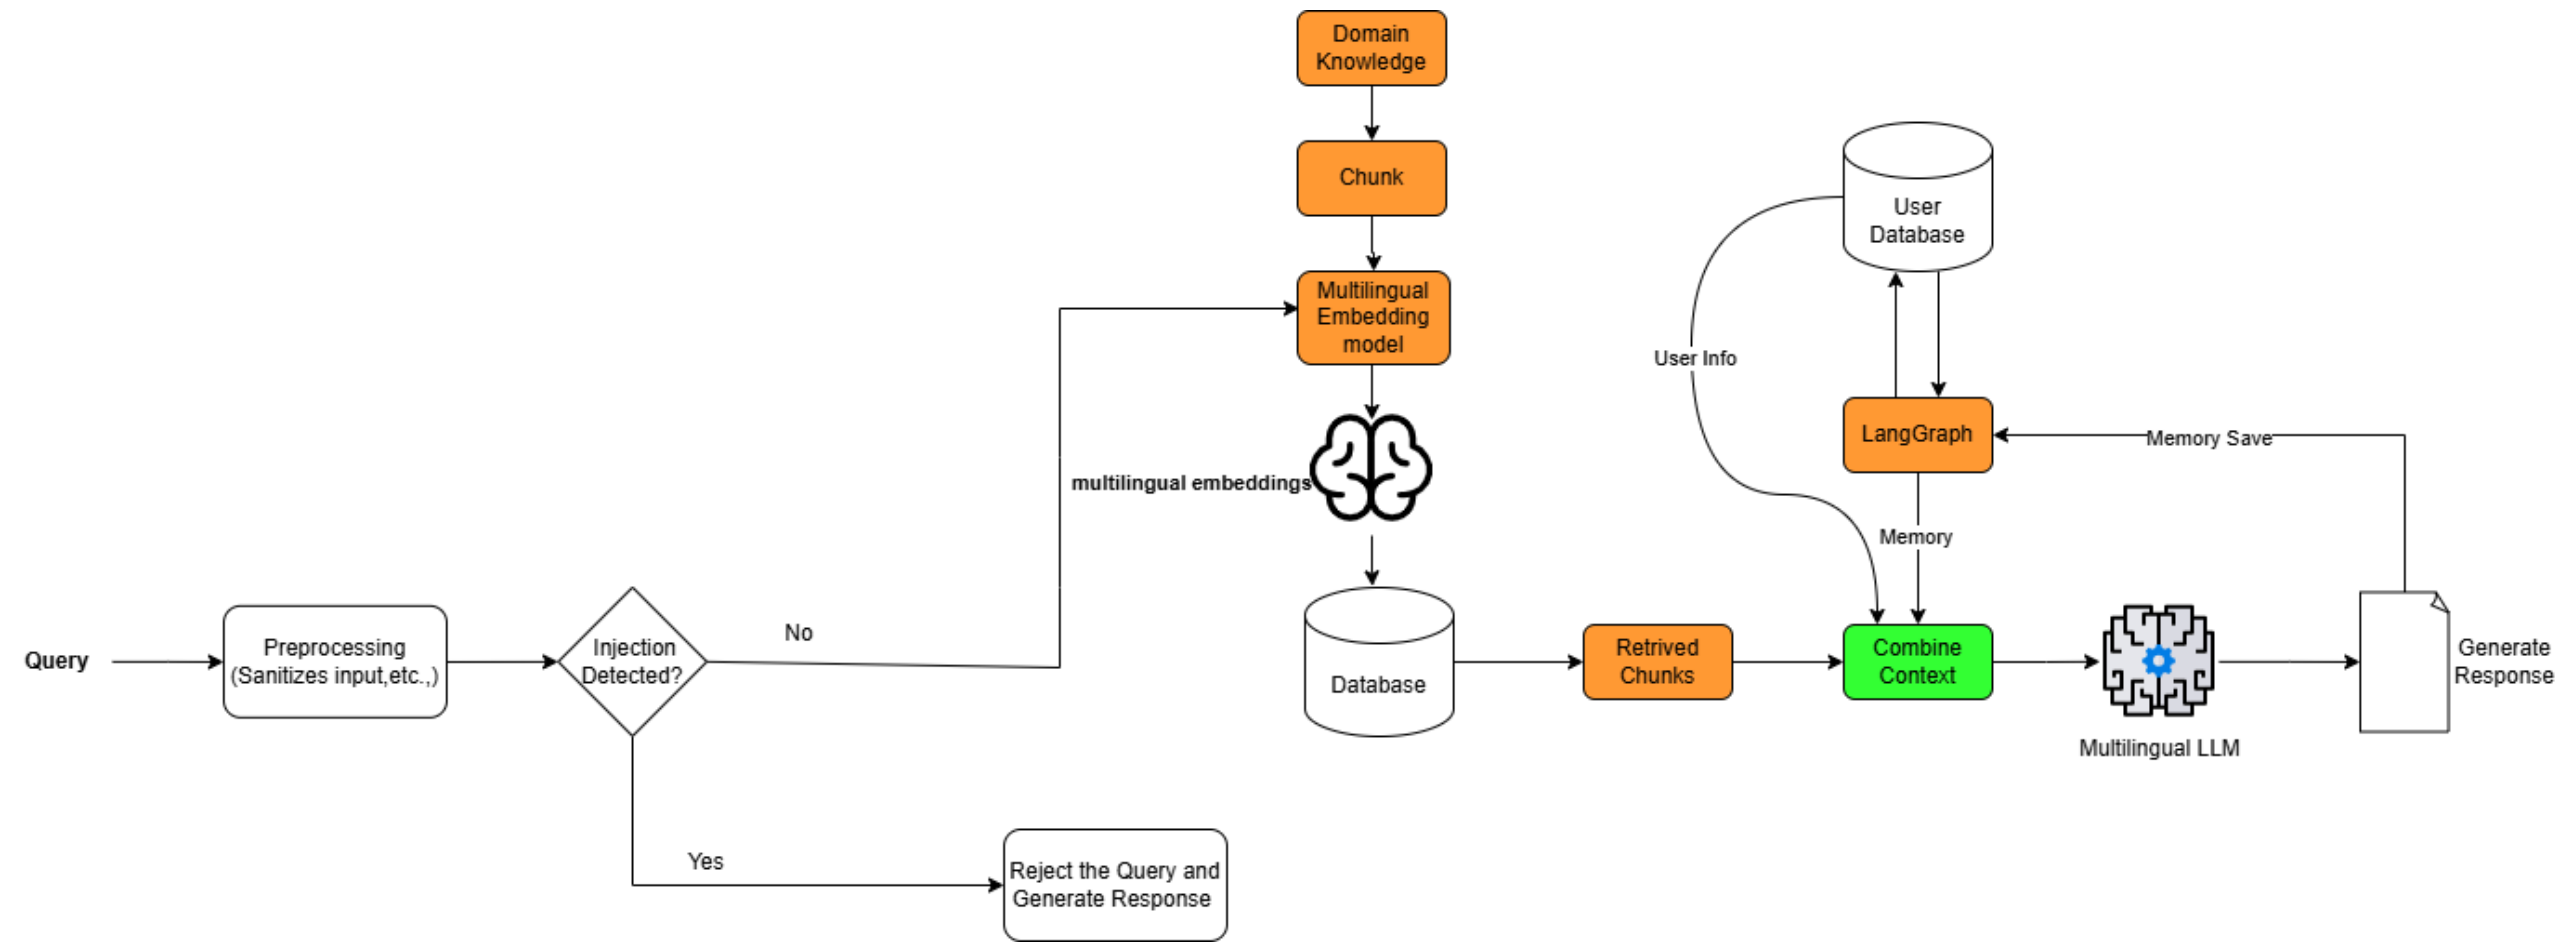 Domain
Knowledge
Chunk
Multilingual
Embedding
model
multilingual embeddings
Query
Preprocessing
(Sanitizes input,etc.,)
Injection
Detected?
No
Yes
Reject the Query and
Generate Response
Database
Retrived
Chunks
User
Database
User Info
LangGraph
Memory Save
Memory
Combine
Context
Multilingual LLM
Generate
Response